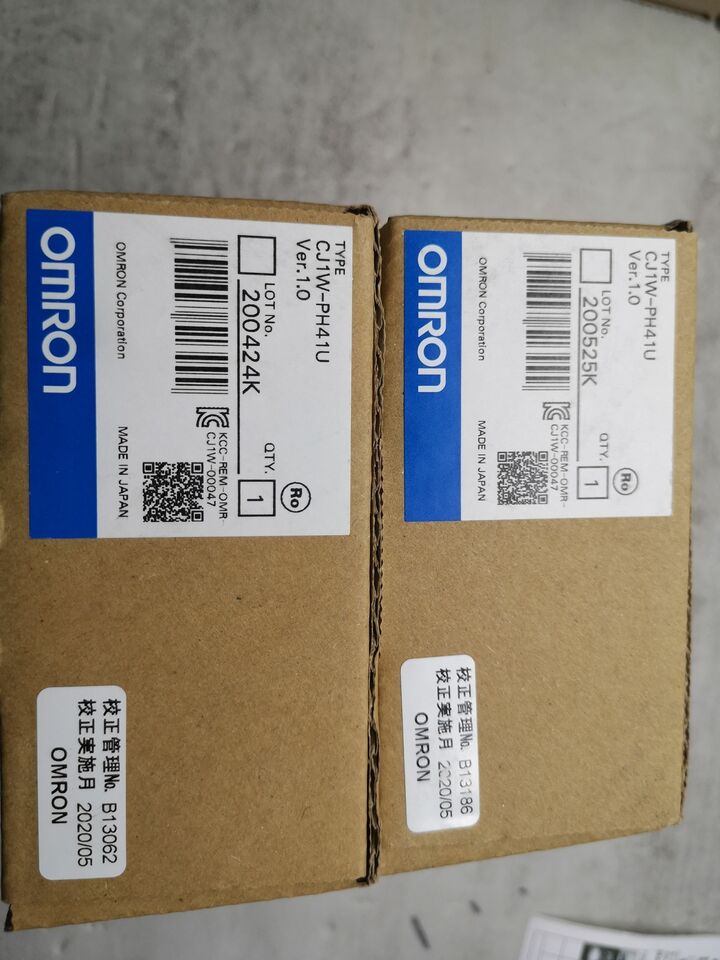 OMRON
TYPE
CJ1W-PH41U
Ver.1.0
LOT No.
200424K
QTY.
1
Ro
KCC-REM-OMR-
CJ1W-00047
OMRON Corporation
MADE IN JAPAN
校正管理No. B13062
校正実施月 2020/05
OMRON
OMRON
TYPE
CJ1W-PH41U
Ver.1.0
LOT No.
200525K
QTY.
1
Ro
KCC-REM-OMR-
CJ1W-00047
OMRON Corporation
MADE IN JAPAN
校正管理No. B13186
校正実施月 2020/05
OMRON